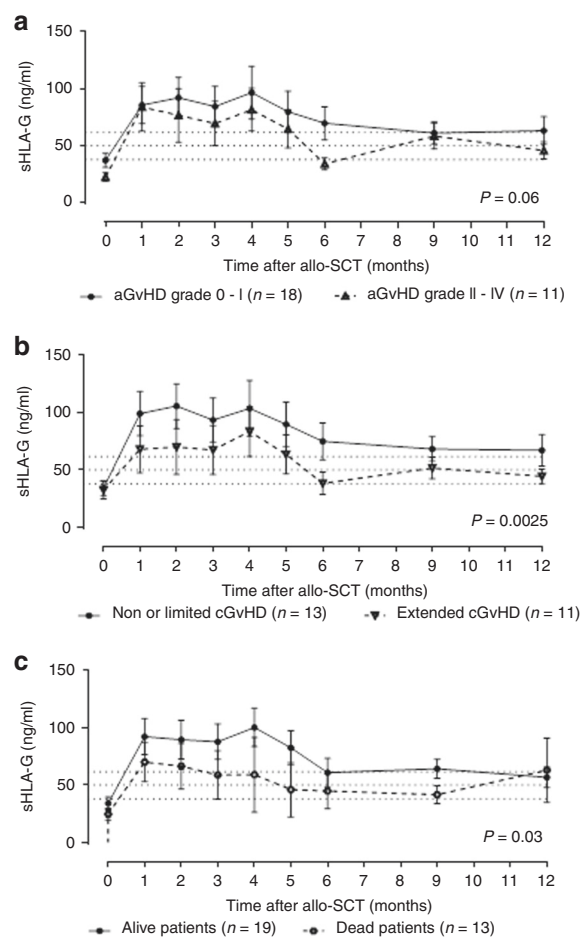 a
150
100
50
0
sHLA-G (ng/ml)
P = 0.06
0 1 2 3 4 5 6 7 8 9 10 11 12
Time after allo-SCT (months)
aGvHD grade 0 - I (n = 18) aGvHD grade II - IV (n = 11)
b
150
100
50
0
sHLA-G (ng/ml)
P = 0.0025
0 1 2 3 4 5 6 7 8 9 10 11 12
Time after allo-SCT (months)
Non or limited cGvHD (n = 13) Extended cGvHD (n = 11)
c
150
100
50
0
sHLA-G (ng/ml)
P = 0.03
0 1 2 3 4 5 6 7 8 9 10 11 12
Time after allo-SCT (months)
Alive patients (n = 19) Dead patients (n = 13)